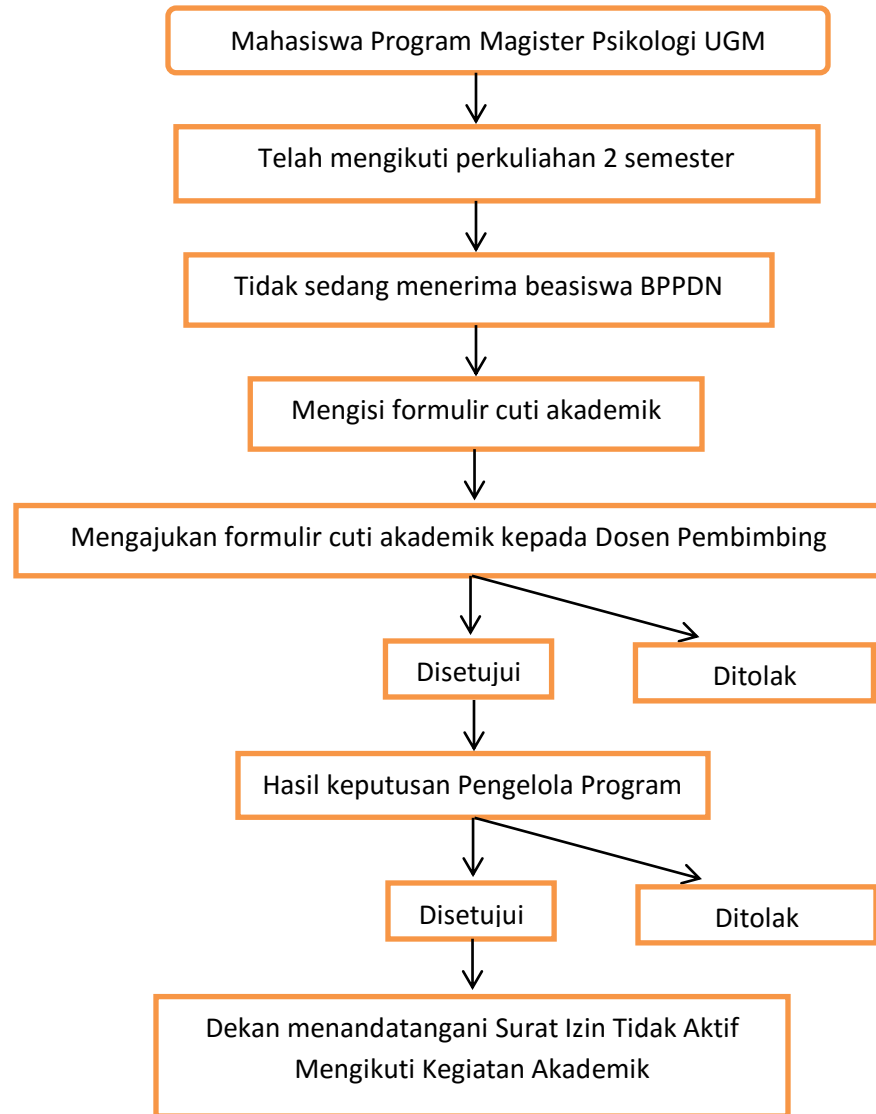 Mahasiswa Program Magister Psikologi UGM
Telah mengikuti perkuliahan 2 semester
Tidak sedang menerima beasiswa BPPDN
Mengisi formulir cuti akademik
Mengajukan formulir cuti akademik kepada Dosen Pembimbing
Disetujui
Ditolak
Hasil keputusan Pengelola Program
Disetujui
Ditolak
Dekan menandatangani Surat Izin Tidak Aktif
Mengikuti Kegiatan Akademik